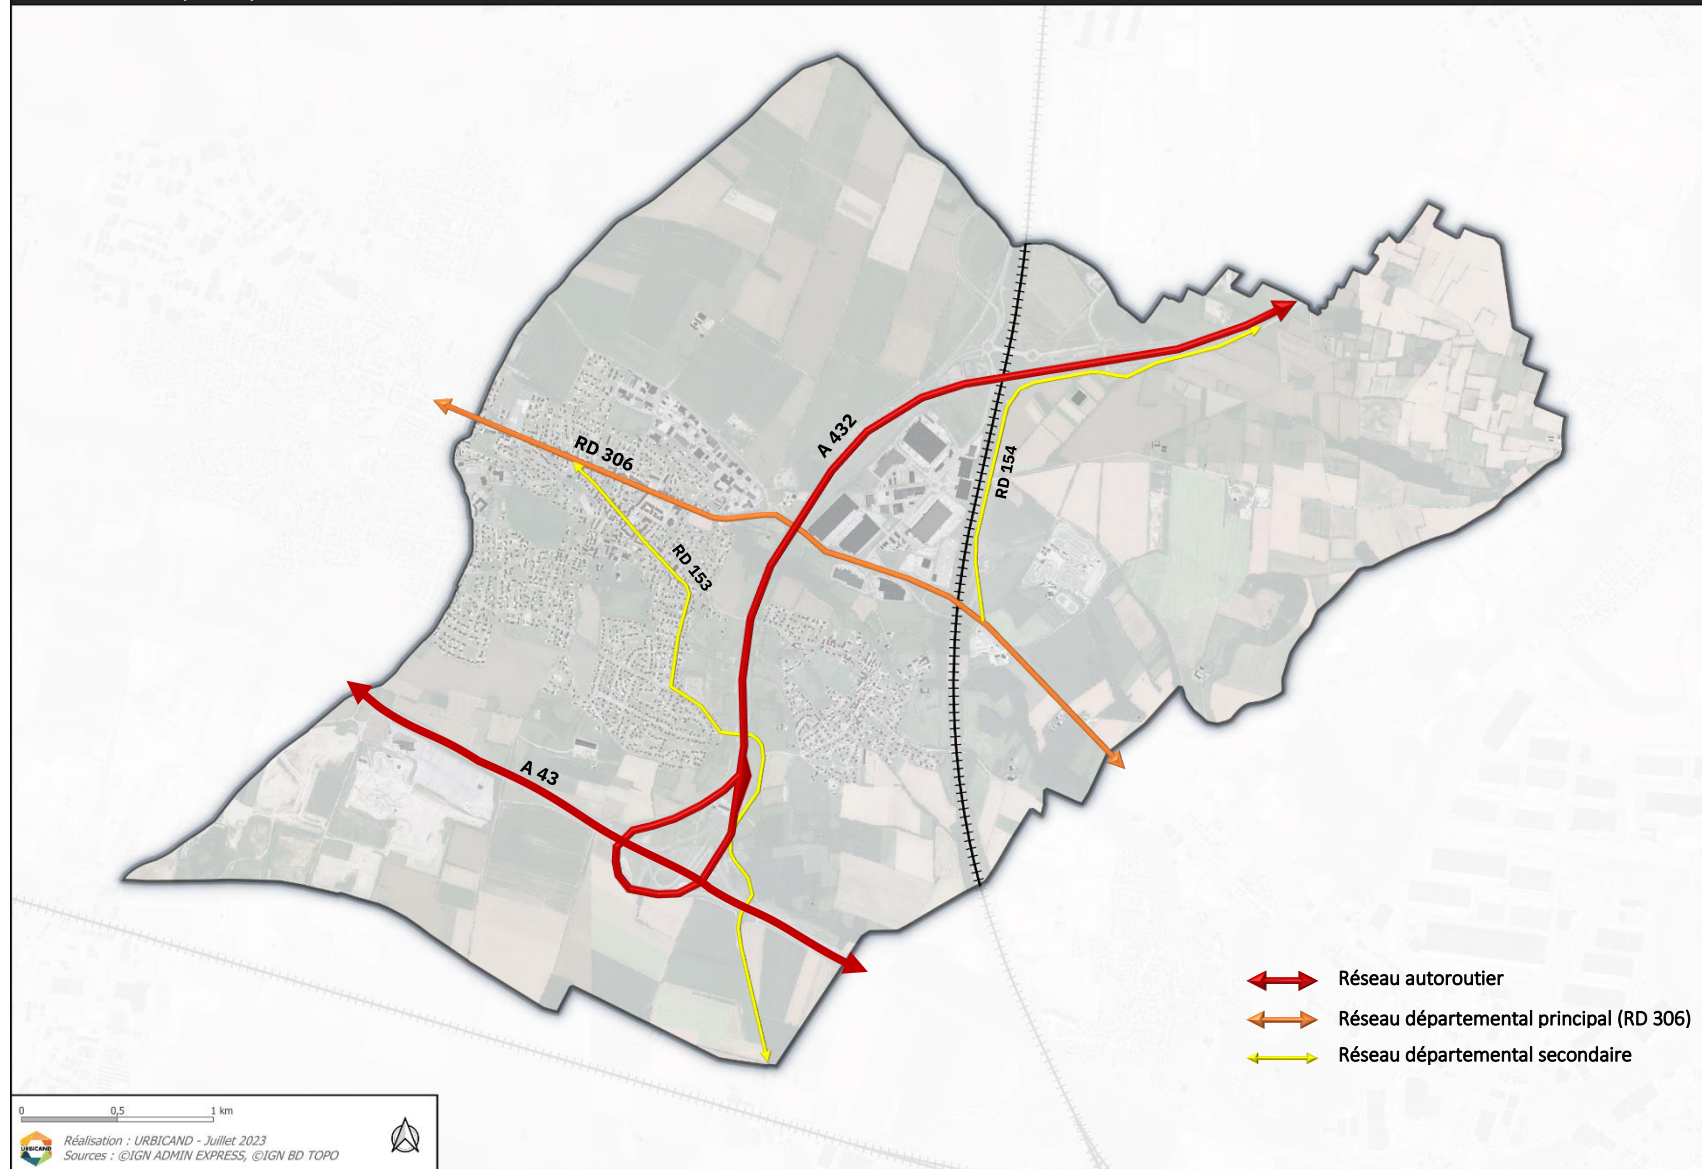 A 432
RD 306
RD 154
RD 153
A 43
Réseau autoroutier
Réseau départemental principal (RD 306)
Réseau départemental secondaire
0 0,5 1 km
URBICAND
Réalisation : URBICAND - Juillet 2023
Sources : ©IGN ADMIN EXPRESS, ©IGN BD TOPO